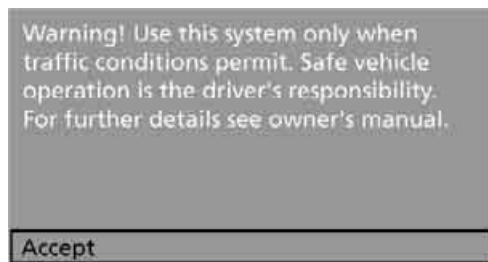 Warning! Use this system only when
traffic conditions permit. Safe vehicle
operation is the driver's responsibility.
For further details see owner's manual.
Accept